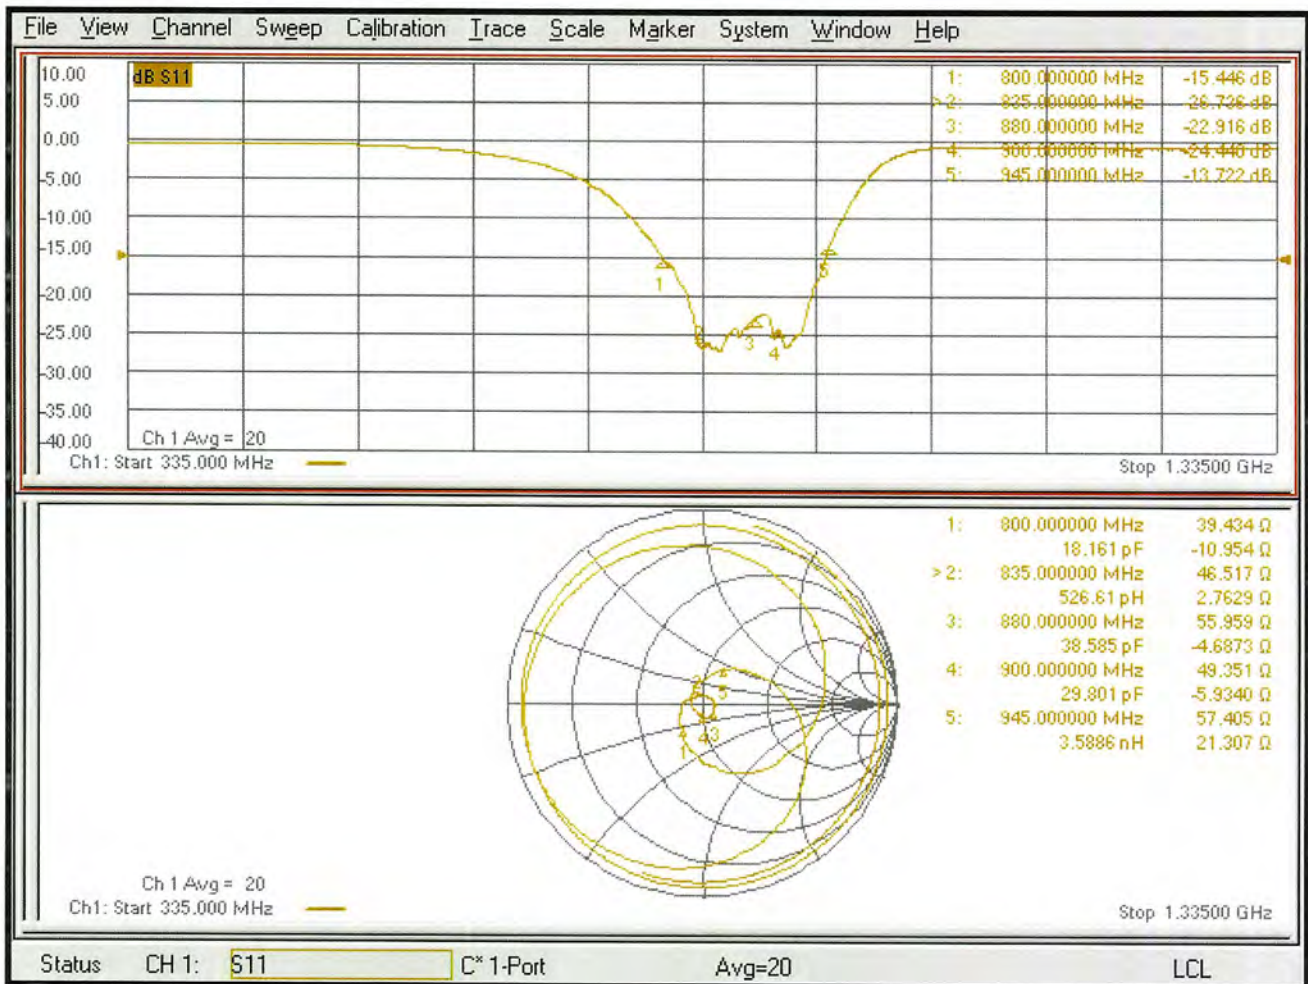 File View Channel Sweep Calibration Trace Scale Marker System Window Help
dB S11
10.00
5.00
0.00
-5.00
-10.00
-15.00
-20.00
-25.00
-30.00
-35.00
-40.00
1: 800.000000 MHz -15.446 dB
>2: 835.000000 MHz -26.736 dB
3: 880.000000 MHz -22.916 dB
4: 900.000000 MHz -24.440 dB
5: 945.000000 MHz -13.722 dB
1
2
3
4
5
Ch 1 Avg = 20
Ch1: Start 335.000 MHz
Stop 1.33500 GHz
1: 800.000000 MHz 39.434 Ω
18.161 pF -10.954 Ω
>2: 835.000000 MHz 46.517 Ω
526.61 pH 2.7629 Ω
3: 880.000000 MHz 55.959 Ω
38.585 pF -4.6873 Ω
4: 900.000000 MHz 49.351 Ω
29.801 pF -5.9340 Ω
5: 945.000000 MHz 57.405 Ω
3.5886 nH 21.307 Ω
2
5
43
1
Ch 1 Avg = 20
Ch1: Start 335.000 MHz
Stop 1.33500 GHz
Status CH 1: S11 C* 1-Port Avg=20 LCL